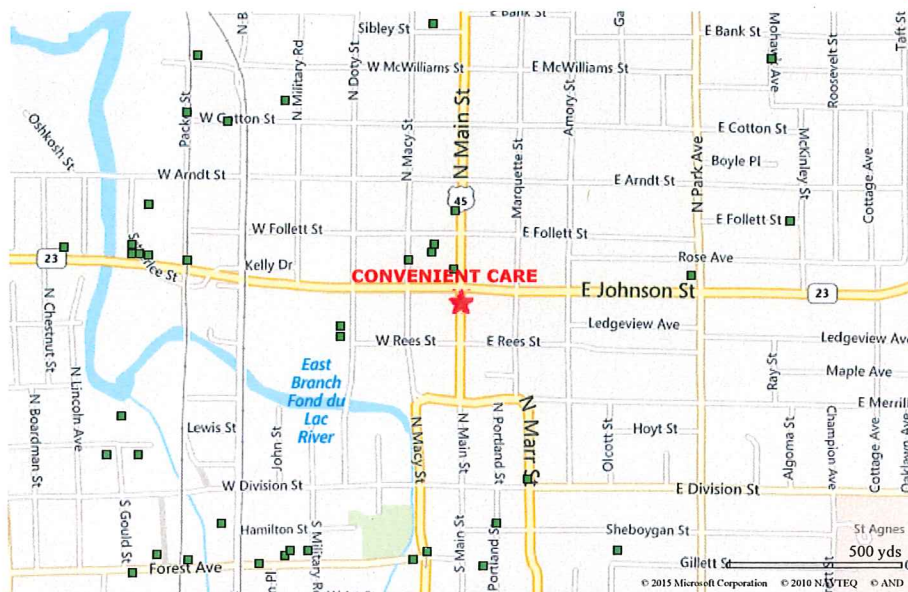 E Bank St
Sibley St
N B
N Military Rd
N Doty St
W McWilliams St
E McWilliams St
Ga
E Bank St
Mohawk Ave
Roosevelt St
Taft St
Oshkosh St
Packer St
N Macy St
N Main St
Amory St
N Park Ave
E Cotton St
McKinley St
Boyle Pl
W Arndt St
E Arndt St
Marquette St
Cottage Ave
45
W Follett St
E Follett St
E Follett St
23
Kelly Dr
Rose Ave
CONVENIENT CARE
E Johnson St
23
N Chestnut St
Ledgeview Ave
W Rees St
E Rees St
Ledgeview Ave
East
Branch
Fond du
Lac
River
Ray St
Maple Ave
N Boardman St
N Lincoln Ave
Lewis St
John St
N Macy St
N Main St
N Portland St
N Marr St
Olcott St
Hoyt St
E Merrill
Algoma St
Champion Ave
Cottage Ave
Oaklawn Ave
W Division St
E Division St
S Gould St
Hamilton St
S Military Rd
S Main St
Portland St
Sheboygan St
St Agnes
Forest Ave
n Pl
Gillett St
500 yds
© 2015 Microsoft Corporation © 2010 NAVTEQ © AND